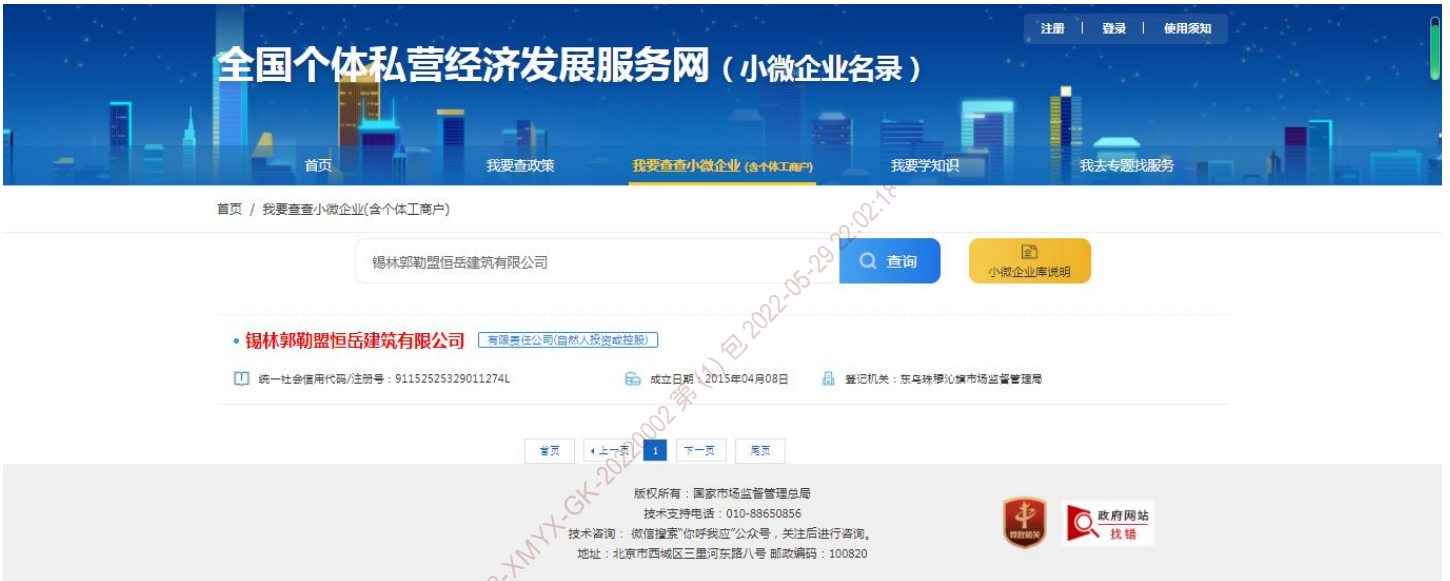 注册 | 登录 | 使用须知
全国个体私营经济发展服务网（小微企业名录）
首页 我要查政策 我要查查小微企业 (含个体工商户) 我要学知识 我去专题找服务
首页 / 我要查查小微企业(含个体工商户)
锡林郭勒盟恒岳建筑有限公司 查询 小微企业库说明
锡林郭勒盟恒岳建筑有限公司 有限责任公司(自然人投资或控股)
统一社会信用代码/注册号：91152525329011274L 成立日期：2015年04月08日 登记机关：东乌珠穆沁旗市场监督管理局
首页 上一页 1 下一页 尾页
版权所有：国家市场监督管理总局
技术支持电话：010-88650856
技术咨询： 微信搜索“你呼我应”公众号，关注后进行咨询。
地址：北京市西城区三里河东路八号 邮政编码：100820
党政机关
政府网站
找错
-XMYX-GK-20220002 第 (1) 包 2022-05-29 22:02:18